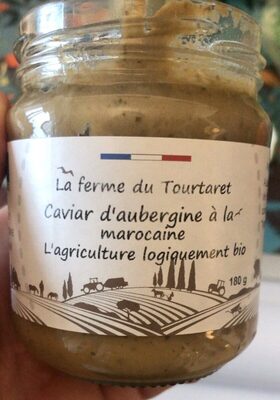 La ferme du Tourtaret
Caviar d'aubergine à la
marocaine
L'agriculture logiquement bio
180 g